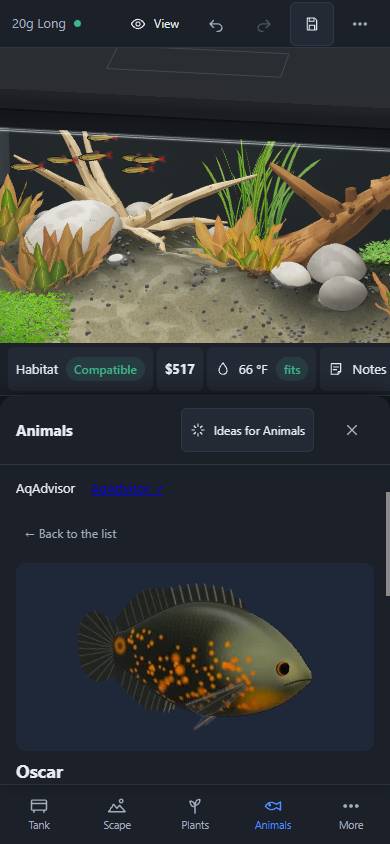 20g Long
View
Habitat Compatible
$517
66 °F fits
Notes
Animals
Ideas for Animals
AqAdvisor AqAdvisor ↗
← Back to the list
Oscar
Tank
Scape
Plants
Animals
More